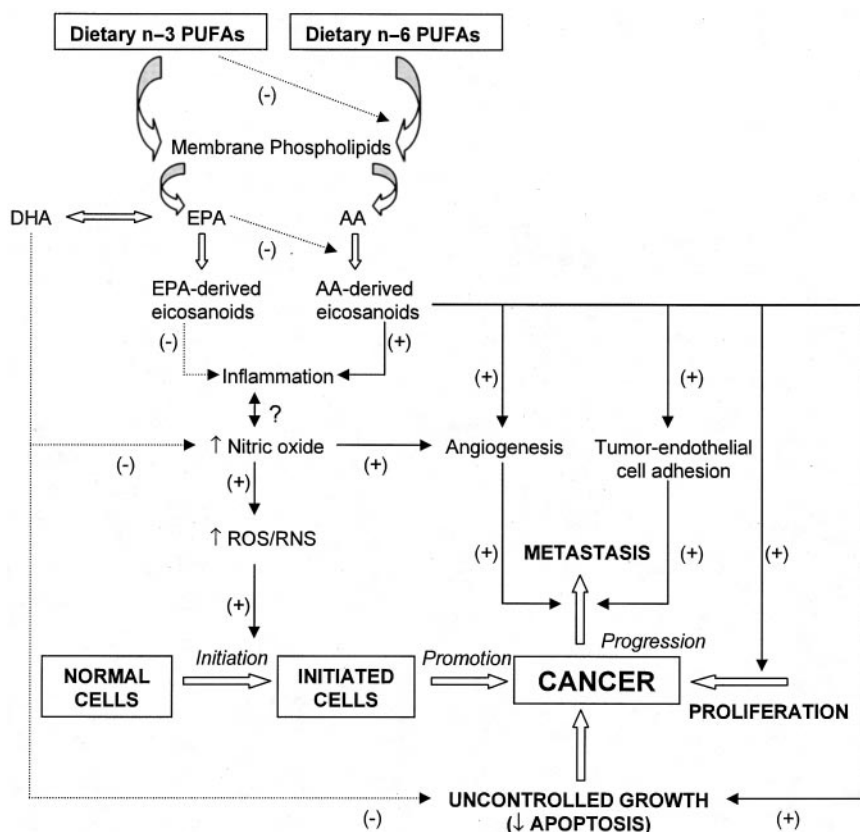 Dietary n–3 PUFAs
Dietary n–6 PUFAs
(-)
Membrane Phospholipids
DHA
EPA
AA
(-)
EPA-derived
eicosanoids
AA-derived
eicosanoids
(-)
(+)
Inflammation
?
(+)
(+)
↑ Nitric oxide
Angiogenesis
Tumor-endothelial
cell adhesion
(-)
(+)
(+)
↑ ROS/RNS
METASTASIS
(+)
(+)
(+)
(+)
Progression
Initiation
Promotion
NORMAL
CELLS
INITIATED
CELLS
CANCER
PROLIFERATION
UNCONTROLLED GROWTH
(↓ APOPTOSIS)
(-)
(+)